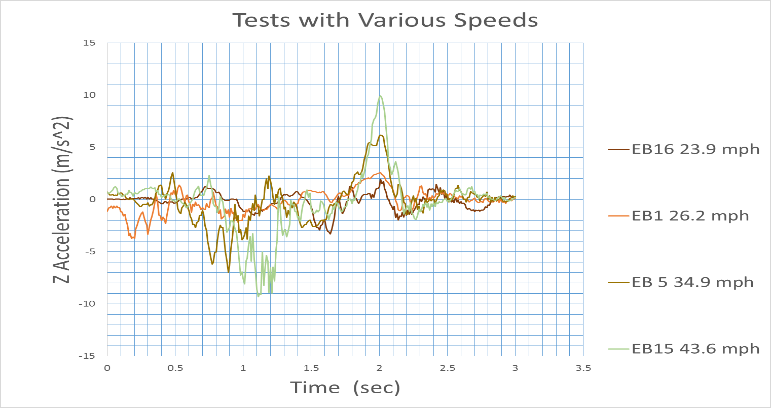 Tests with Various Speeds
15
10
5
0
-5
-10
-15
Z Acceleration (m/s^2)
0 0.5 1 1.5 2 2.5 3 3.5
Time (sec)
EB16 23.9 mph
EB1 26.2 mph
EB 5 34.9 mph
EB15 43.6 mph